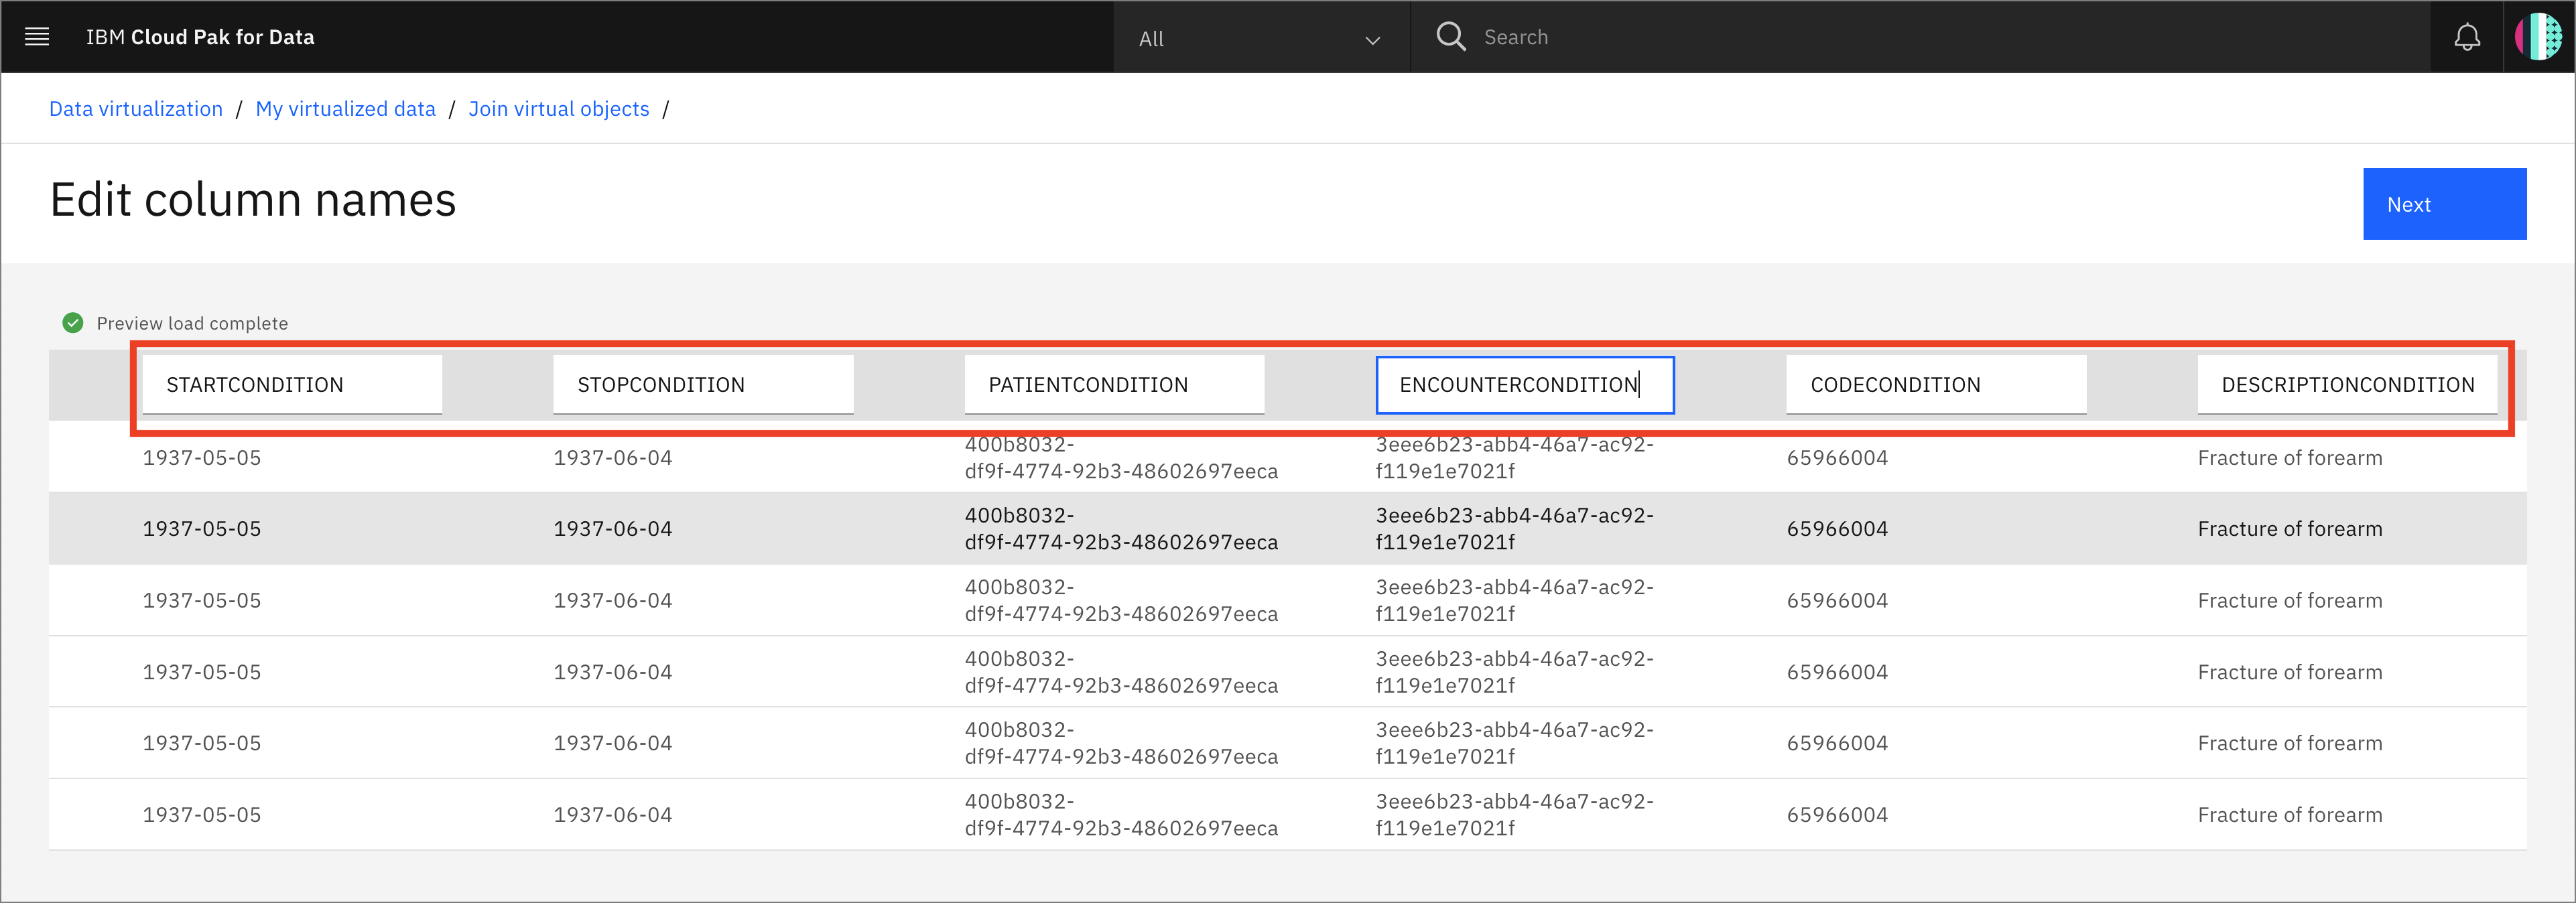 IBM Cloud Pak for Data
All
Search
Data virtualization / My virtualized data / Join virtual objects /
Edit column names
Next
Preview load complete
STARTCONDITION STOPCONDITION PATIENTCONDITION ENCOUNTERCONDITION CODECONDITION DESCRIPTIONCONDITION
1937-05-05 1937-06-04 400b8032- 3eee6b23-abb4-46a7-ac92- 65966004 Fracture of forearm
df9f-4774-92b3-48602697eeca f119e1e7021f
1937-05-05 1937-06-04 400b8032- 3eee6b23-abb4-46a7-ac92- 65966004 Fracture of forearm
df9f-4774-92b3-48602697eeca f119e1e7021f
1937-05-05 1937-06-04 400b8032- 3eee6b23-abb4-46a7-ac92- 65966004 Fracture of forearm
df9f-4774-92b3-48602697eeca f119e1e7021f
1937-05-05 1937-06-04 400b8032- 3eee6b23-abb4-46a7-ac92- 65966004 Fracture of forearm
df9f-4774-92b3-48602697eeca f119e1e7021f
1937-05-05 1937-06-04 400b8032- 3eee6b23-abb4-46a7-ac92- 65966004 Fracture of forearm
df9f-4774-92b3-48602697eeca f119e1e7021f
1937-05-05 1937-06-04 400b8032- 3eee6b23-abb4-46a7-ac92- 65966004 Fracture of forearm
df9f-4774-92b3-48602697eeca f119e1e7021f